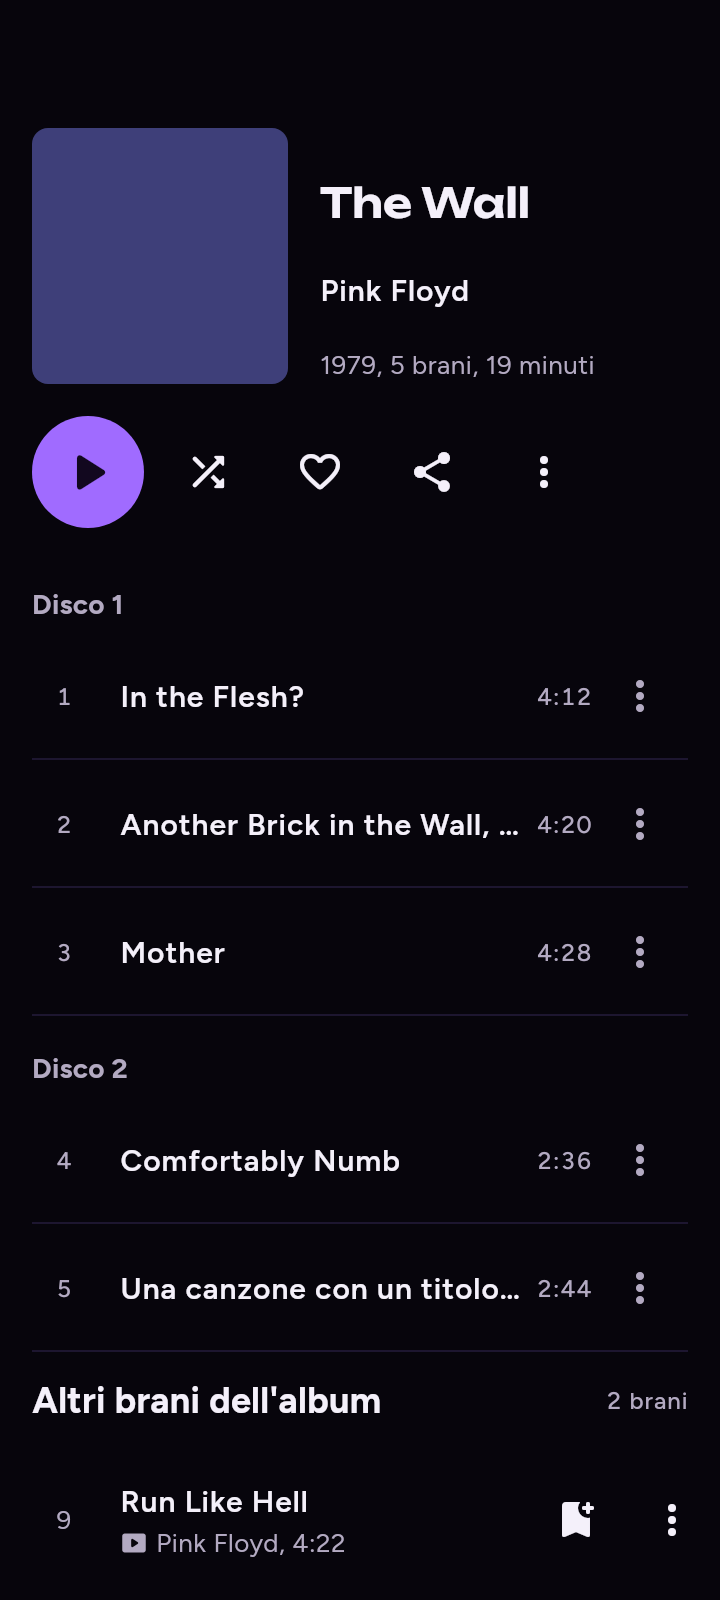 The Wall
Pink Floyd
1979, 5 brani, 19 minuti
Disco 1
1 In the Flesh? 4:12
2 Another Brick in the Wall, ... 4:20
3 Mother 4:28
Disco 2
4 Comfortably Numb 2:36
5 Una canzone con un titolo... 2:44
Altri brani dell'album 2 brani
9 Run Like Hell
Pink Floyd, 4:22